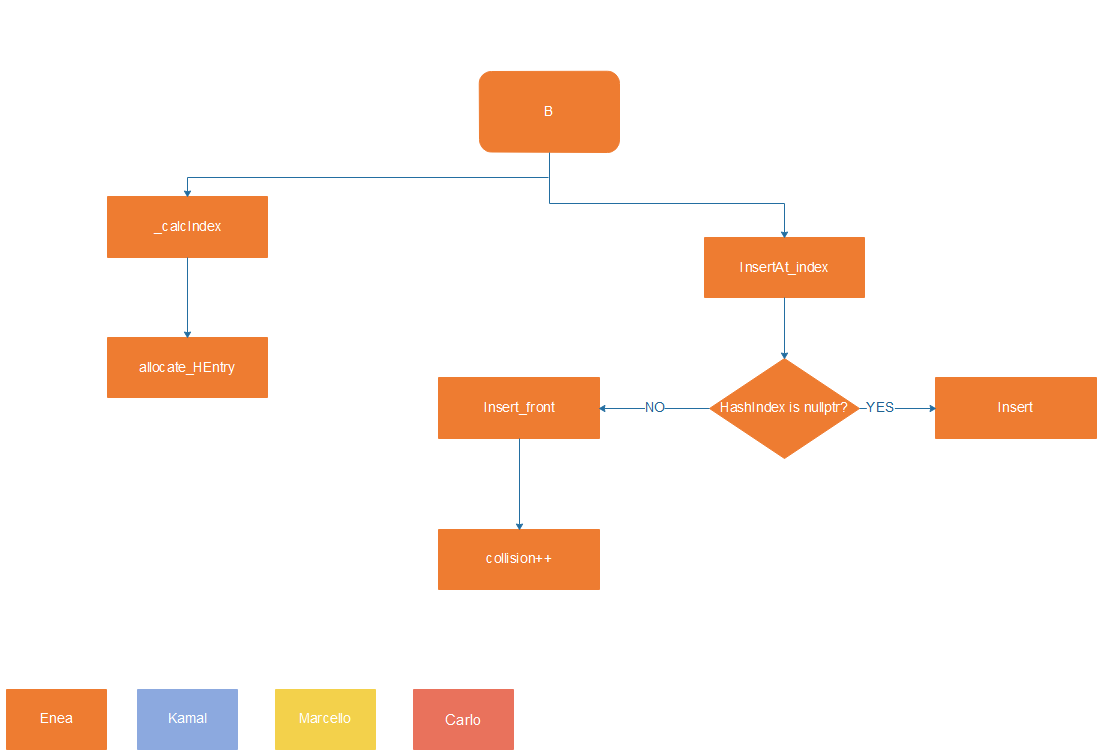 B
_calcIndex
InsertAt_index
allocate_HEntry
Insert_front
NO
HashIndex is nullptr?
YES
Insert
collision++
Enea
Kamal
Marcello
Carlo